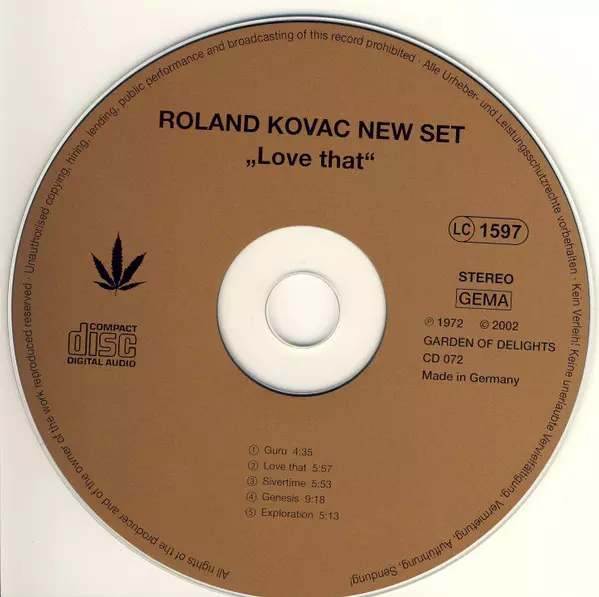 ROLAND KOVAC NEW SET
„Love that“
LC 1597
STEREO
GEMA
℗ 1972 © 2002
GARDEN OF DELIGHTS
CD 072
Made in Germany
COMPACT
disc
DIGITAL AUDIO
① Guru 4:35
② Love that 5:57
③ Sivertime 5:53
④ Genesis 9:18
⑤ Exploration 5:13
All rights of the producer and of the owner of the work reproduced reserved · Unauthorised copying, hiring, lending, public performance and broadcasting of this record prohibited · Alle Urheber- und Leistungsschutzrechte vorbehalten · Kein Verleih! Keine unerlaubte Vervielfältigung, Vermietung, Aufführung, Sendung!